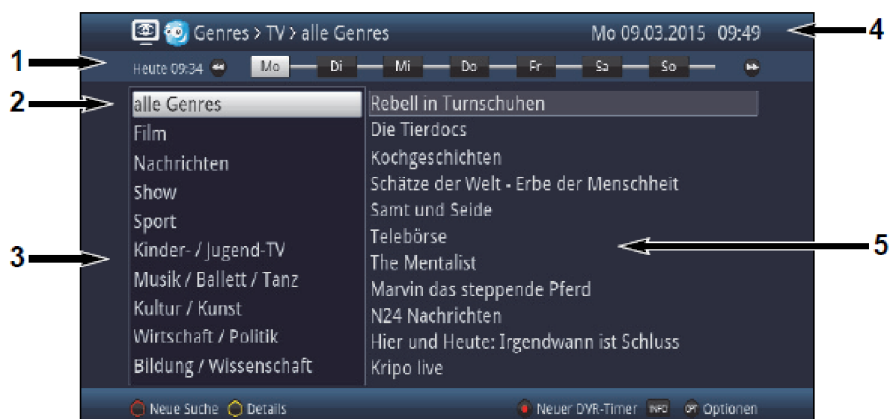 Genres > TV > alle Genres Mo 09.03.2015 09:49
4
1
Heute 09:34 Mo Di Mi Do Fr Sa So
2
alle Genres
Film
Nachrichten
Show
Sport
Kinder- / Jugend-TV
Musik / Ballett / Tanz
Kultur / Kunst
Wirtschaft / Politik
Bildung / Wissenschaft
3
Rebell in Turnschuhen
Die Tierdocs
Kochgeschichten
Schätze der Welt - Erbe der Menschheit
Samt und Seide
Telebörse
The Mentalist
Marvin das steppende Pferd
N24 Nachrichten
Hier und Heute: Irgendwann ist Schluss
Kripo live
5
Neue Suche Details Neuer DVR-Timer INFO OPT Optionen